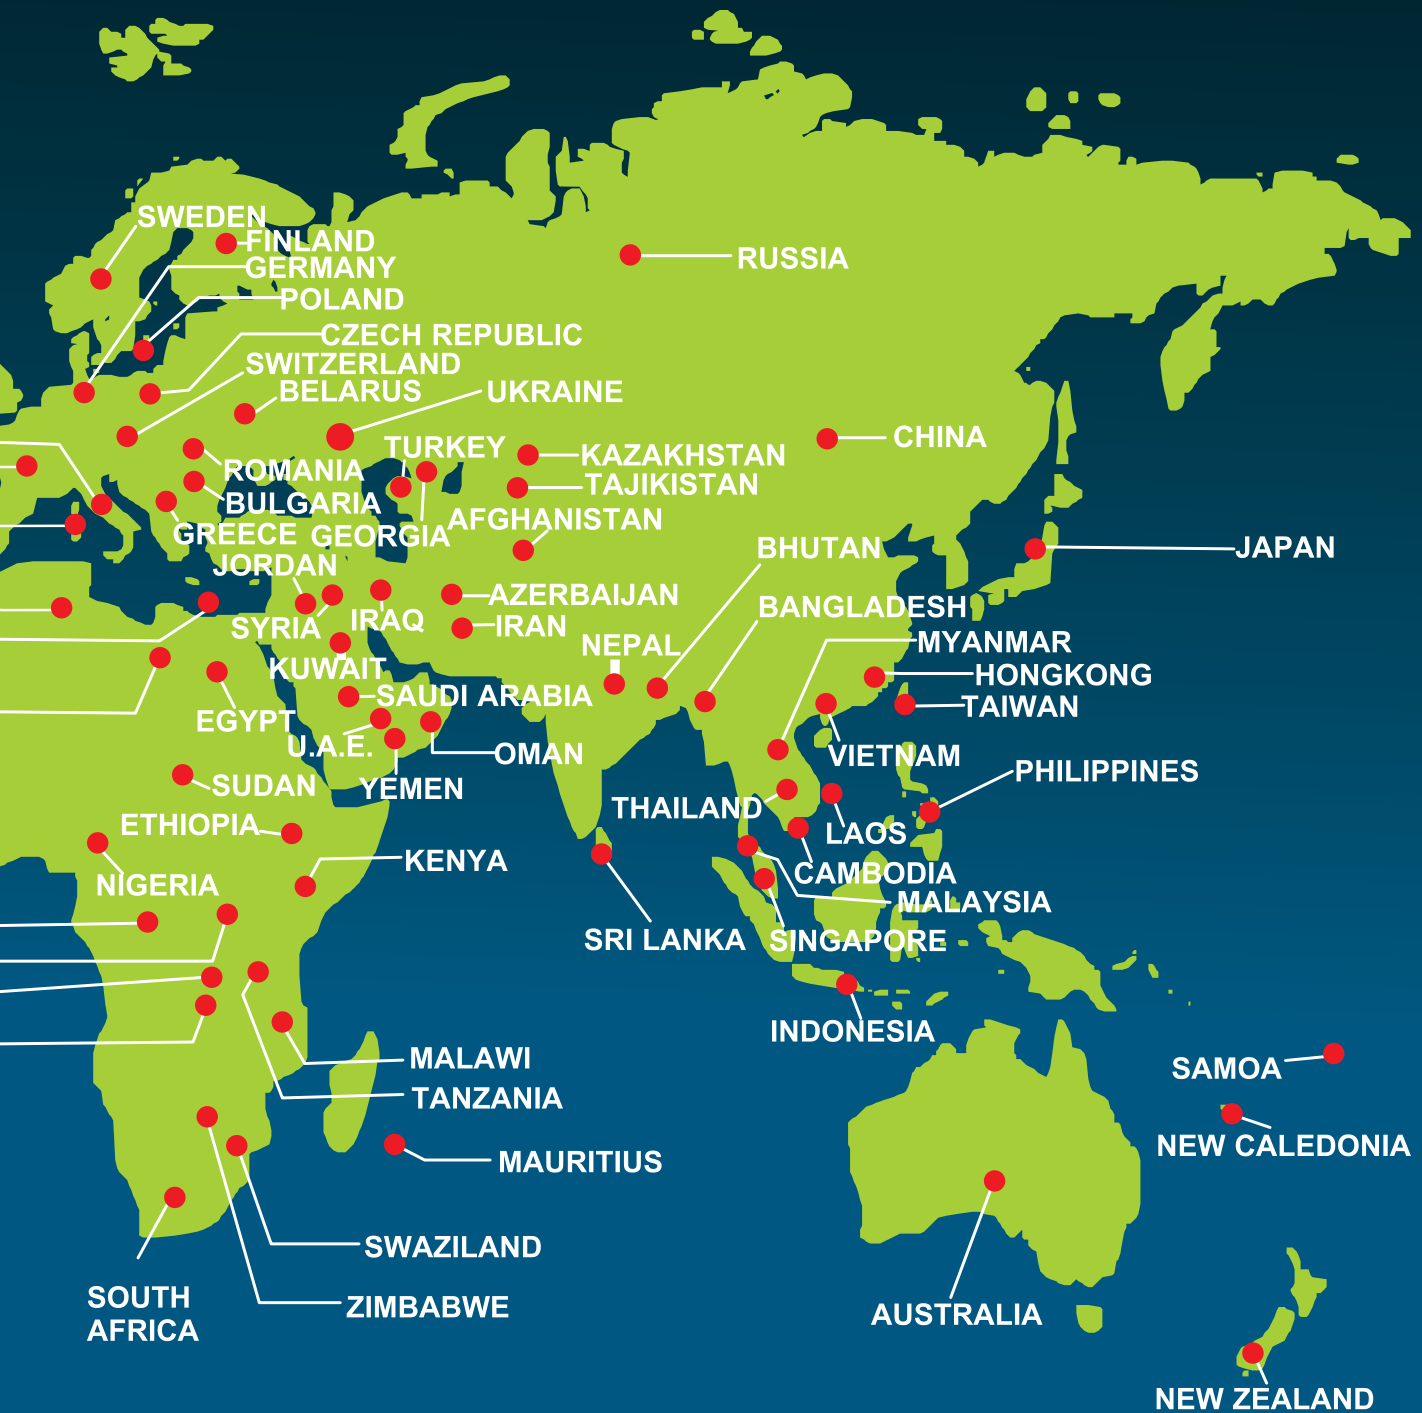 SWEDEN
FINLAND
GERMANY
POLAND
RUSSIA
CZECH REPUBLIC
SWITZERLAND
BELARUS
UKRAINE
CHINA
TURKEY
KAZAKHSTAN
ROMANIA
TAJIKISTAN
BULGARIA
AFGHANISTAN
GREECE
GEORGIA
BHUTAN
JAPAN
JORDAN
AZERBAIJAN
BANGLADESH
IRAQ
SYRIA
IRAN
NEPAL
MYANMAR
KUWAIT
HONGKONG
SAUDI ARABIA
TAIWAN
EGYPT
U.A.E.
OMAN
VIETNAM
PHILIPPINES
SUDAN
YEMEN
THAILAND
ETHIOPIA
LAOS
KENYA
CAMBODIA
NIGERIA
MALAYSIA
SRI LANKA
SINGAPORE
INDONESIA
MALAWI
SAMOA
TANZANIA
NEW CALEDONIA
MAURITIUS
SWAZILAND
SOUTH
AFRICA
ZIMBABWE
AUSTRALIA
NEW ZEALAND